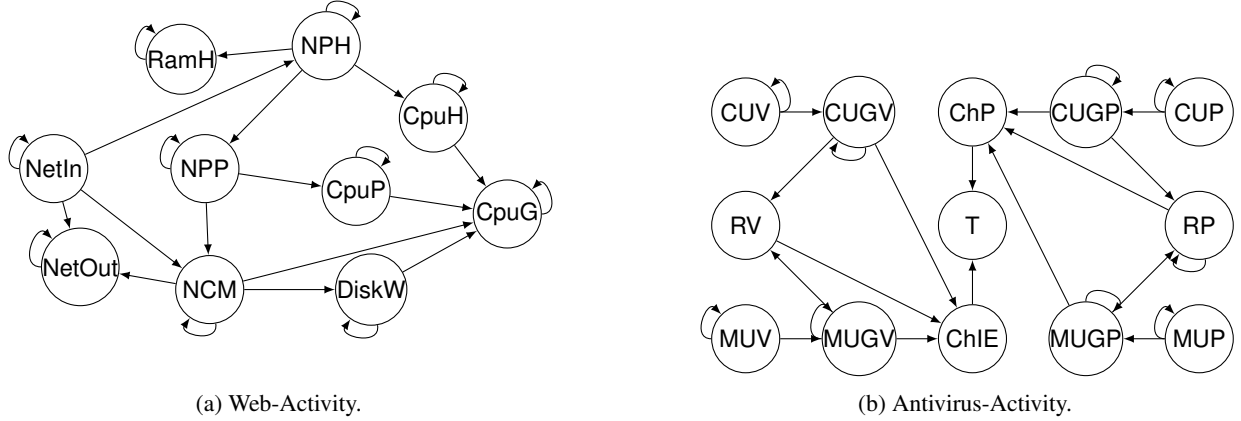 NPH
RamH
CpuH
NetIn
NPP
CpuP
CpuG
NetOut
NCM
DiskW
(a) Web-Activity.
CUV CUGV ChP CUGP CUP
RV T RP
MUV MUGV ChIE MUGP MUP
(b) Antivirus-Activity.